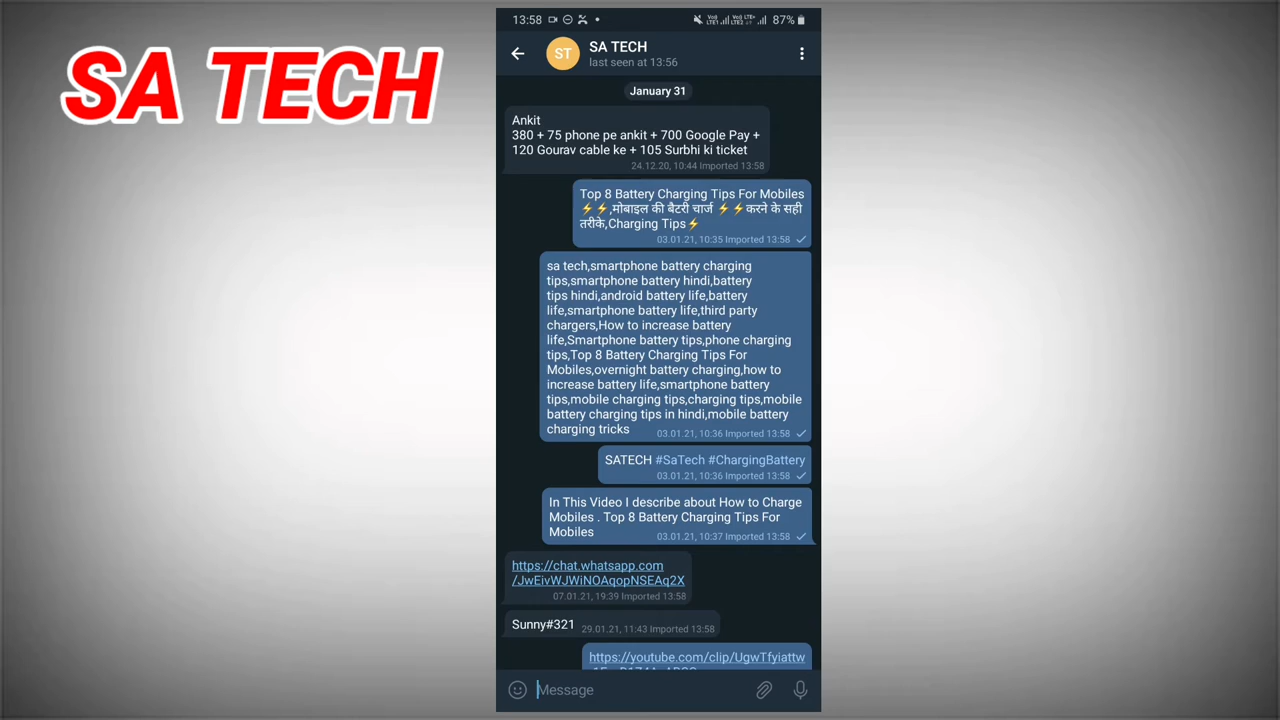 SA TECH
13:58
87%
ST
SA TECH
last seen at 13:56
January 31
Ankit
380 + 75 phone pe ankit + 700 Google Pay +
120 Gourav cable ke + 105 Surbhi ki ticket
24.12.20, 10:44 Imported 13:58
Top 8 Battery Charging Tips For Mobiles
⚡⚡,मोबाइल की बैटरी चार्ज ⚡⚡करने के सही
तरीके,Charging Tips⚡
03.01.21, 10:35 Imported 13:58
sa tech,smartphone battery charging
tips,smartphone battery hindi,battery
tips hindi,android battery life,battery
life,smartphone battery life,third party
chargers,How to increase battery
life,Smartphone battery tips,phone charging
tips,Top 8 Battery Charging Tips For
Mobiles,overnight battery charging,how to
increase battery life,smartphone battery
tips,mobile charging tips,charging tips,mobile
battery charging tips in hindi,mobile battery
charging tricks
03.01.21, 10:36 Imported 13:58
SATECH #SaTech #ChargingBattery
03.01.21, 10:36 Imported 13:58
In This Video I describe about How to Charge
Mobiles . Top 8 Battery Charging Tips For
Mobiles
03.01.21, 10:37 Imported 13:58
https://chat.whatsapp.com
/JwEivWJWiNOAqopNSEAq2X
07.01.21, 19:39 Imported 13:58
Sunny#321
29.01.21, 11:43 Imported 13:58
https://youtube.com/clip/UgwTfyiattw
Message